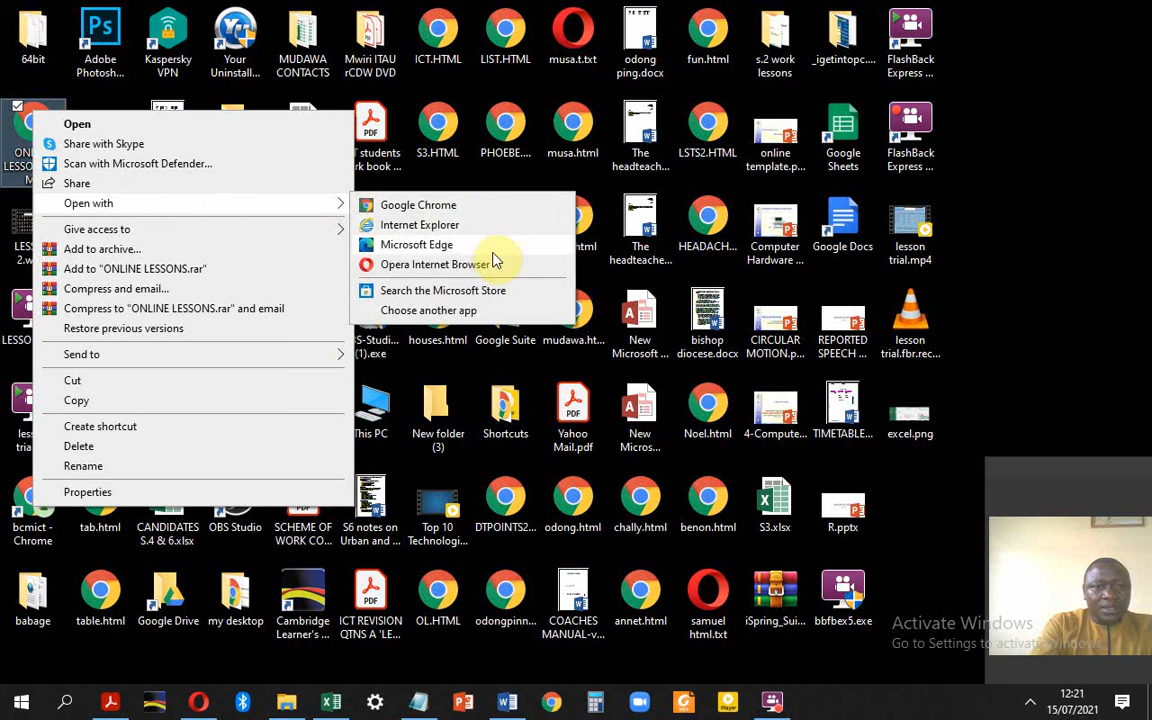 64bit
Adobe
Photosh...
Kaspersky
VPN
Your
Uninstall...
MUDAWA
CONTACTS
Mwiri ITAU
rCDW DVD
ICT.HTML
LIST.HTML
musa.t.txt
odong
ping.docx
fun.html
s.2 work
lessons
_igetintopc....
FlashBack
Express ...
ON
LESSO
M
students
rk book ...
S3.HTML
PHOEBE....
musa.html
The
headteach...
LSTS2.HTML
online
template.p...
Google
Sheets
FlashBack
Express ...
Open
Share with Skype
Scan with Microsoft Defender...
Share
Open with
Give access to
Add to archive...
Add to "ONLINE LESSONS.rar"
Compress and email...
Compress to "ONLINE LESSONS.rar" and email
Restore previous versions
Send to
Cut
Copy
Create shortcut
Delete
Rename
Properties
Google Chrome
Internet Explorer
Microsoft Edge
Opera Internet Browser
Search the Microsoft Store
Choose another app
LES
2.w
html
The
headteache...
HEADACH...
Computer
Hardware ...
Google Docs
lesson
trial.mp4
LESSO
S-Studi...
(1).exe
houses.html
Google Suite
mudawa.ht...
New
Microsoft ...
bishop
diocese.docx
CIRCULAR
MOTION.p...
REPORTED
SPEECH ...
lesson
trial.fbr.rec...
les
tria
This PC
New folder
(3)
Shortcuts
Yahoo
Mail.pdf
New
Micros...
Noel.html
4-Compute...
TIMETABLE...
excel.png
bcmict -
Chrome
tab.html
CANDIDATES
S.4 & 6.xlsx
OBS Studio
SCHEME OF
WORK CO...
S6 notes on
Urban and ...
Top 10
Technologi...
DTPOINTS2...
odong.html
chally.html
benon.html
S3.xlsx
R.pptx
babage
table.html
Google Drive
my desktop
Cambridge
Learner's ...
ICT REVISION
QTNS A 'LE...
OL.HTML
odongpinn...
COACHES
MANUAL-v...
annet.html
samuel
html.txt
iSpring_Sui...
bbfbex5.exe
Activate Windows
Go to Settings to activate Windows.
12:21
15/07/2021